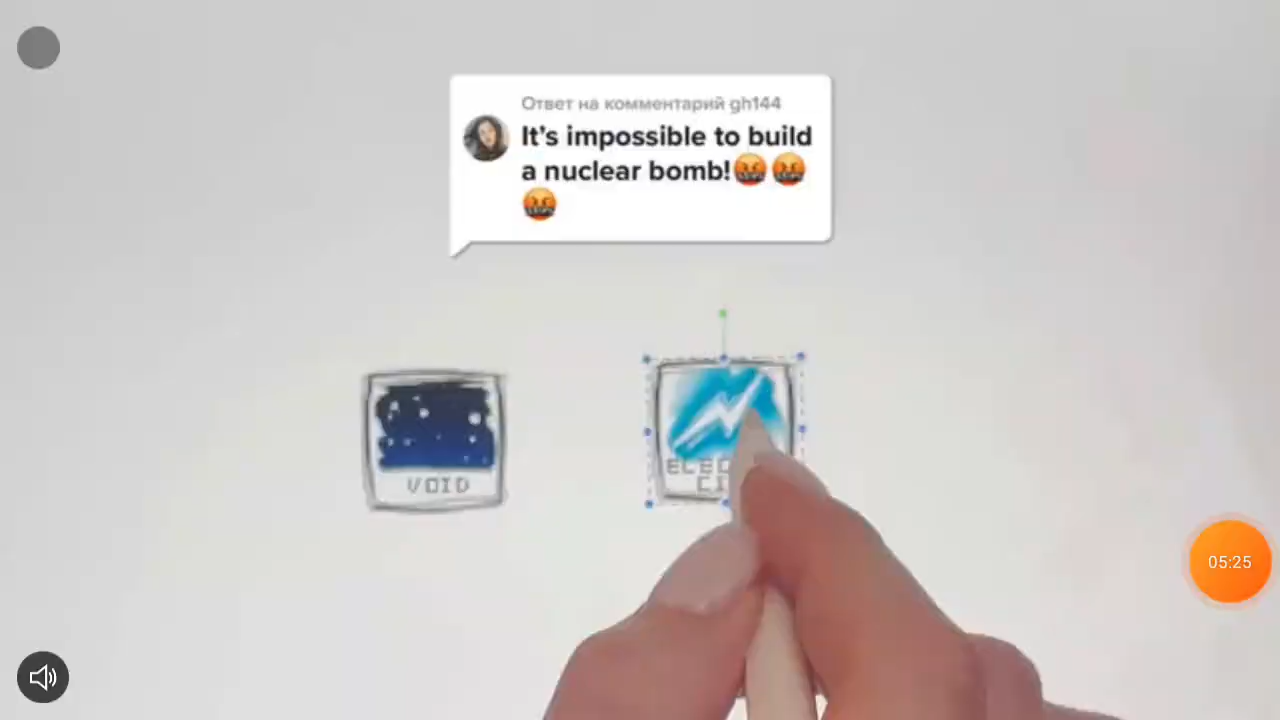 Ответ на комментарий gh144
It's impossible to build
a nuclear bomb!🤬🤬
🤬
VOID
05:25